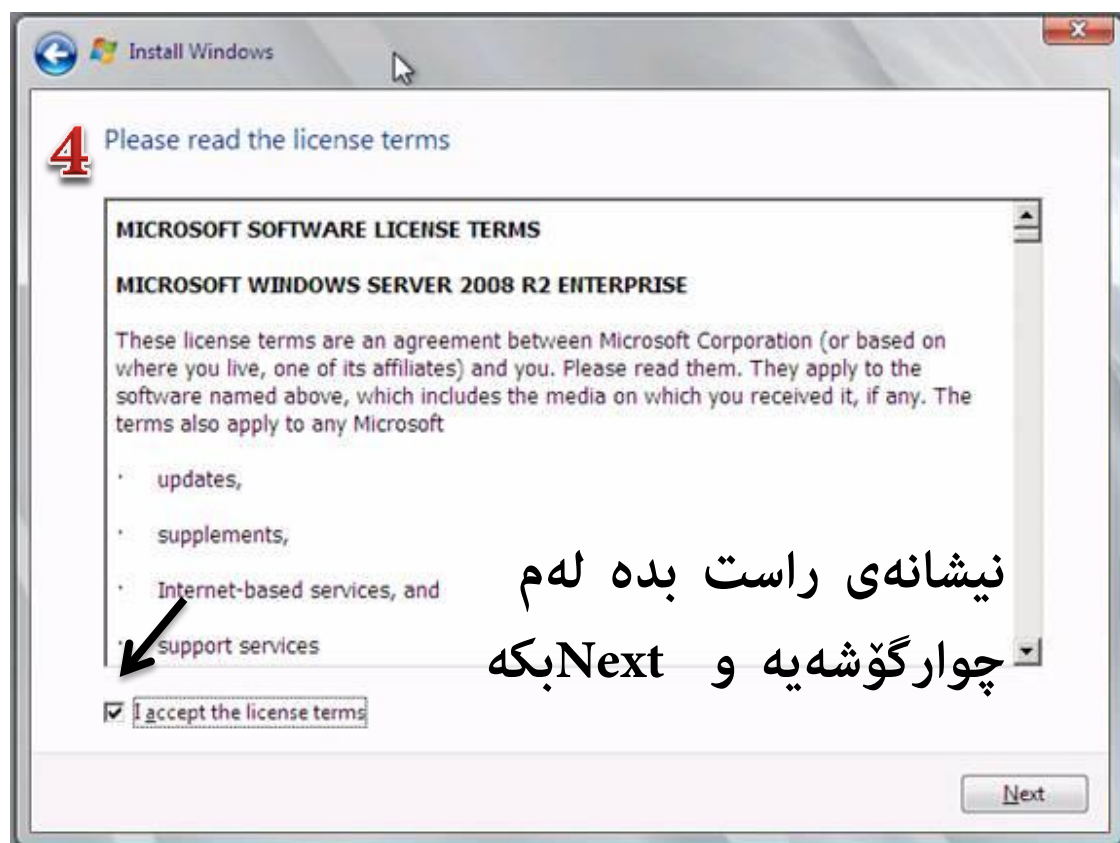 Install Windows
4
Please read the license terms
MICROSOFT SOFTWARE LICENSE TERMS
MICROSOFT WINDOWS SERVER 2008 R2 ENTERPRISE
These license terms are an agreement between Microsoft Corporation (or based on
where you live, one of its affiliates) and you. Please read them. They apply to the
software named above, which includes the media on which you received it, if any. The
terms also apply to any Microsoft
· updates,
· supplements,
· Internet-based services, and
· support services
نیشانەی راست بدە لەم
چوارگۆشەیە و Nextبکە
I accept the license terms
Next